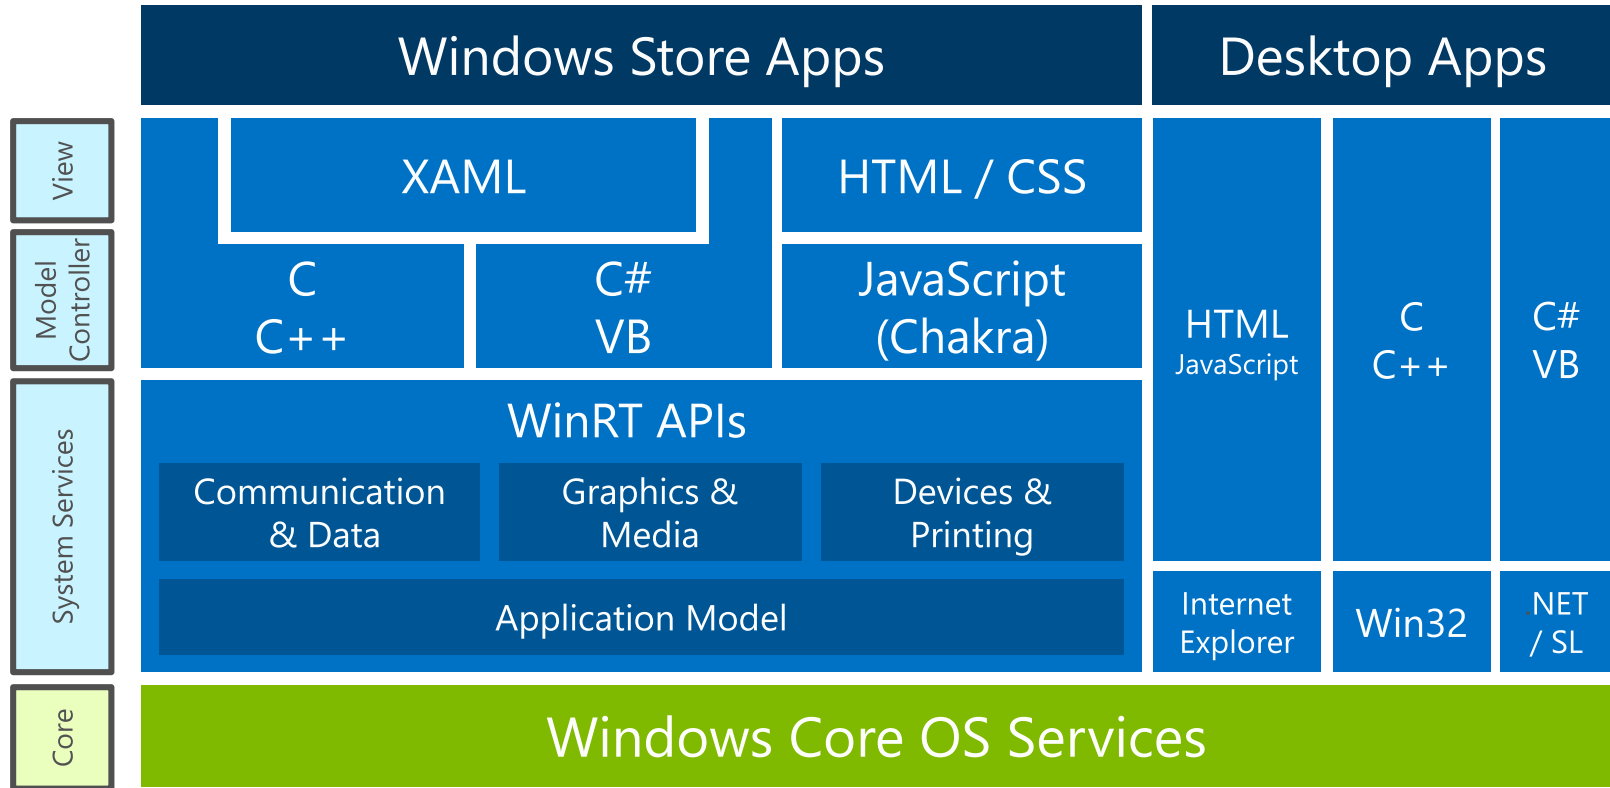 Windows Store Apps
Desktop Apps
View
XAML
HTML / CSS
Model
Controller
C
C++
C#
VB
JavaScript
(Chakra)
HTML
JavaScript
C
C++
C#
VB
System Services
WinRT APIs
Communication
& Data
Graphics &
Media
Devices &
Printing
Application Model
Internet
Explorer
Win32
.NET
/ SL
Core
Windows Core OS Services